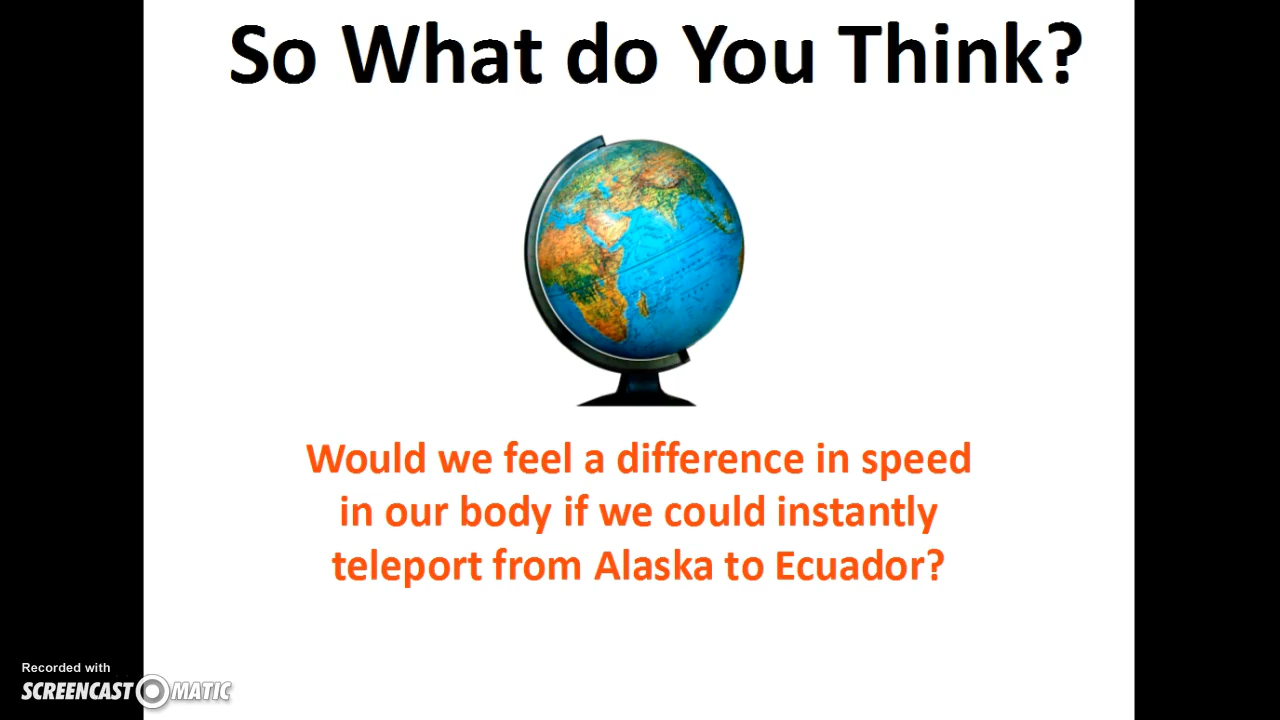 So What do You Think?
Would we feel a difference in speed
in our body if we could instantly
teleport from Alaska to Ecuador?
Recorded with
SCREENCAST MATIC